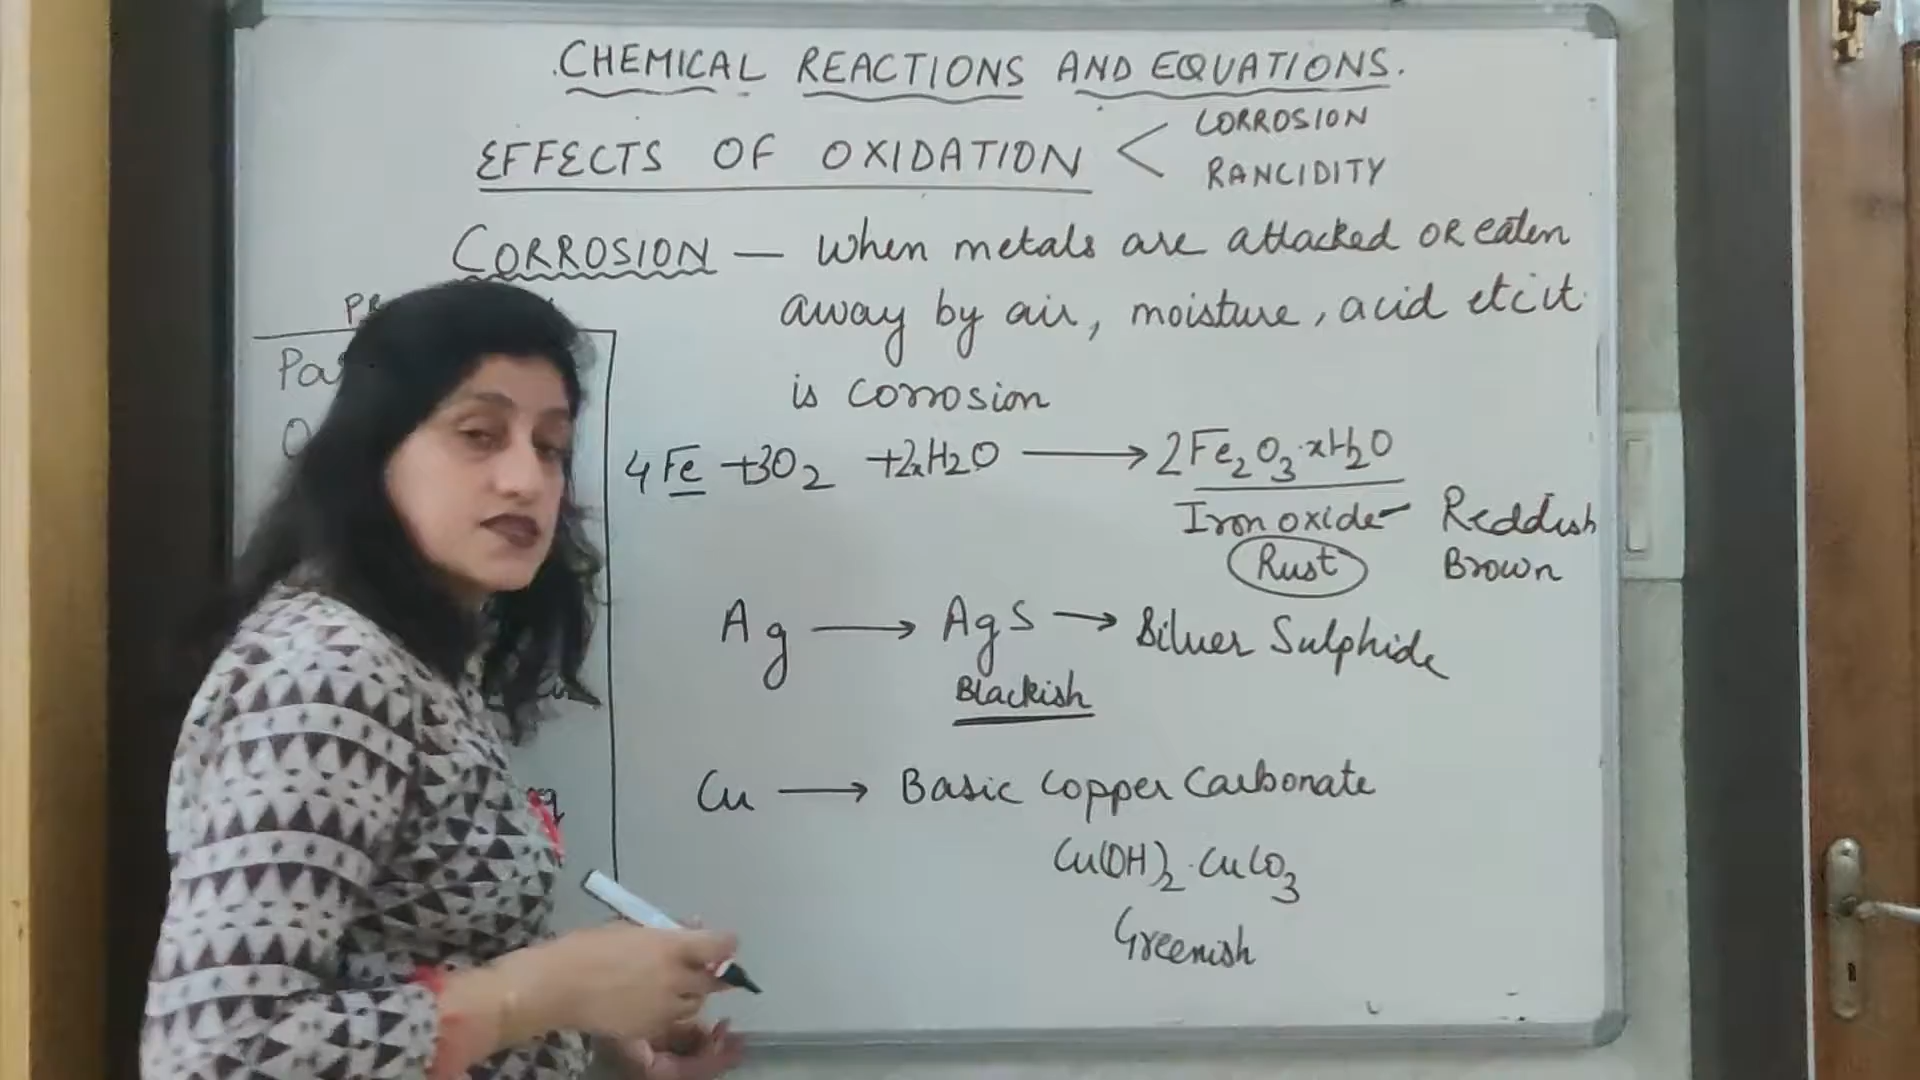 CHEMICAL REACTIONS AND EQUATIONS.
EFFECTS OF OXIDATION < CORROSION
RANCIDITY
CORROSION — When metals are attacked OR eaten
away by air, moisture, acid etc it
is corrosion
4Fe + 3O2 + 2xH2O → 2Fe2O3·xH2O
Iron oxide - Reddish
Rust Brown
Ag → AgS → Silver Sulphide
Blackish
Cu → Basic Copper Carbonate
Cu(OH)2·CuCO3
Greenish